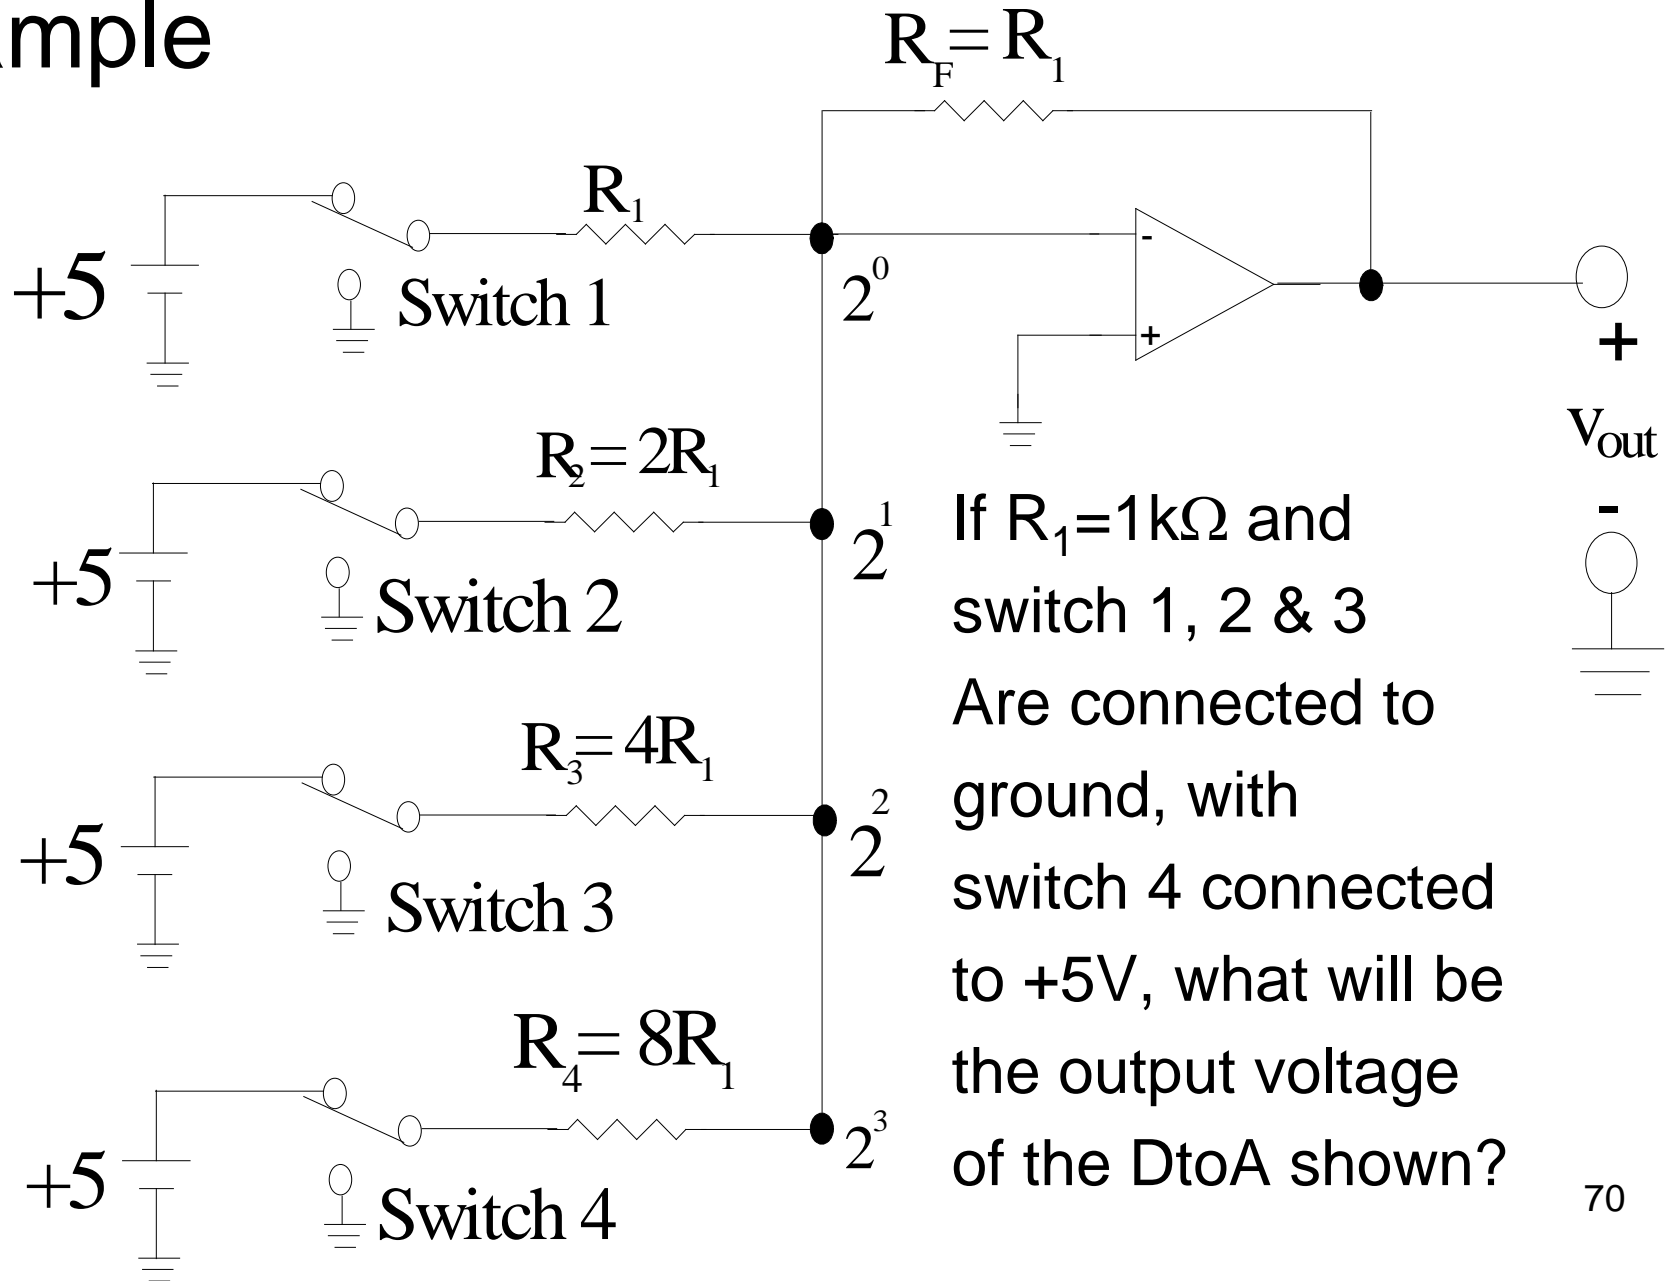 mple
R_F = R_1
R_1
+5
Switch 1
2^0
-
+
+
v_out
-
R_2 = 2R_1
+5
Switch 2
2^1
R_3 = 4R_1
+5
Switch 3
2^2
R_4 = 8R_1
+5
Switch 4
2^3
If R_1=1kΩ and
switch 1, 2 & 3
Are connected to
ground, with
switch 4 connected
to +5V, what will be
the output voltage
of the DtoA shown?
70